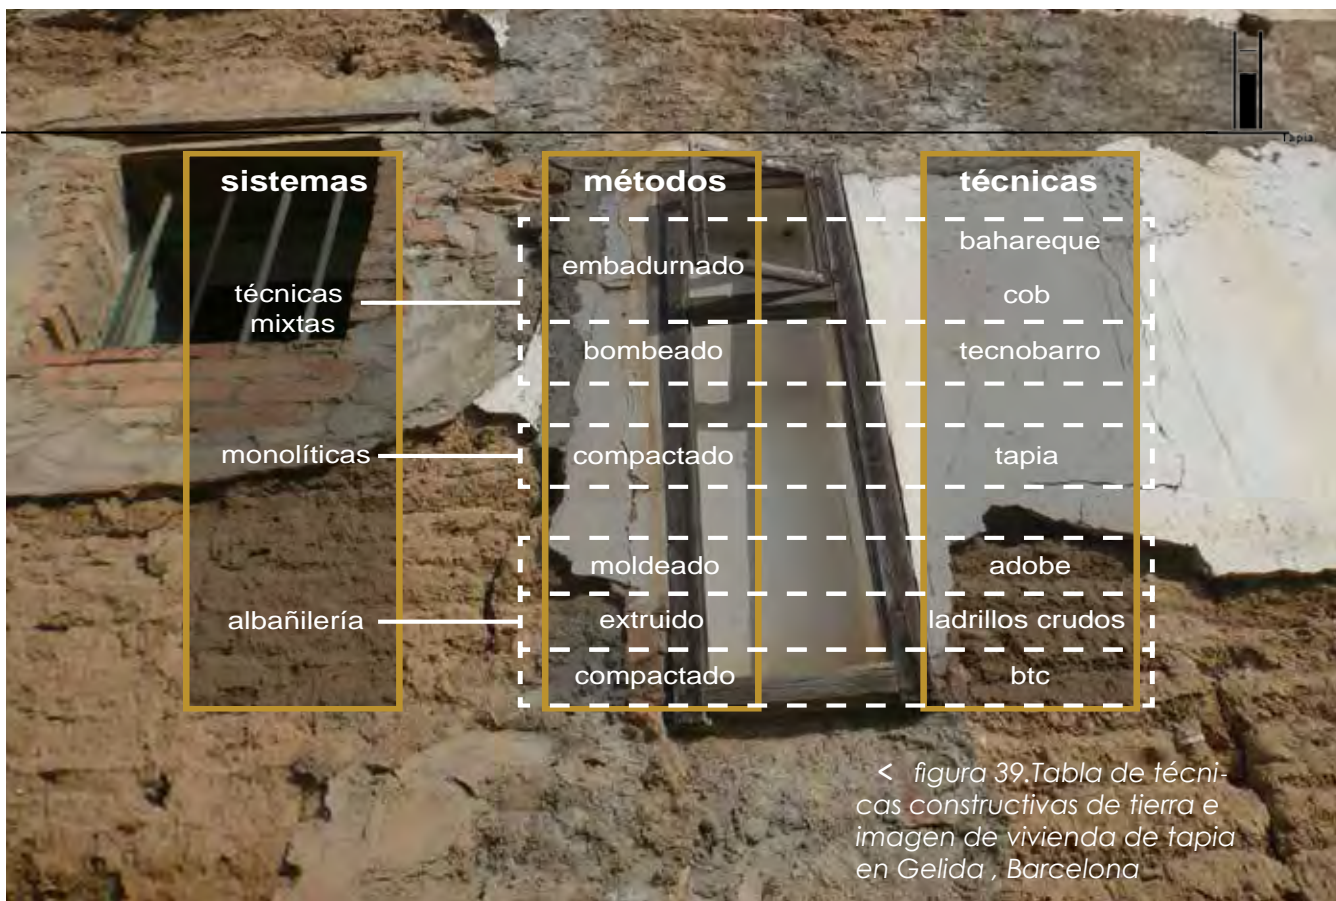 Tapia
sistemas métodos técnicas
bahareque
embadurnado
técnicas
mixtas
cob
bombeado tecnobarro
monolíticas compactado tapia
moldeado adobe
albañilería extruido ladrillos crudos
compactado btc
< figura 39.Tabla de técni-
cas constructivas de tierra e
imagen de vivienda de tapia
en Gelida , Barcelona